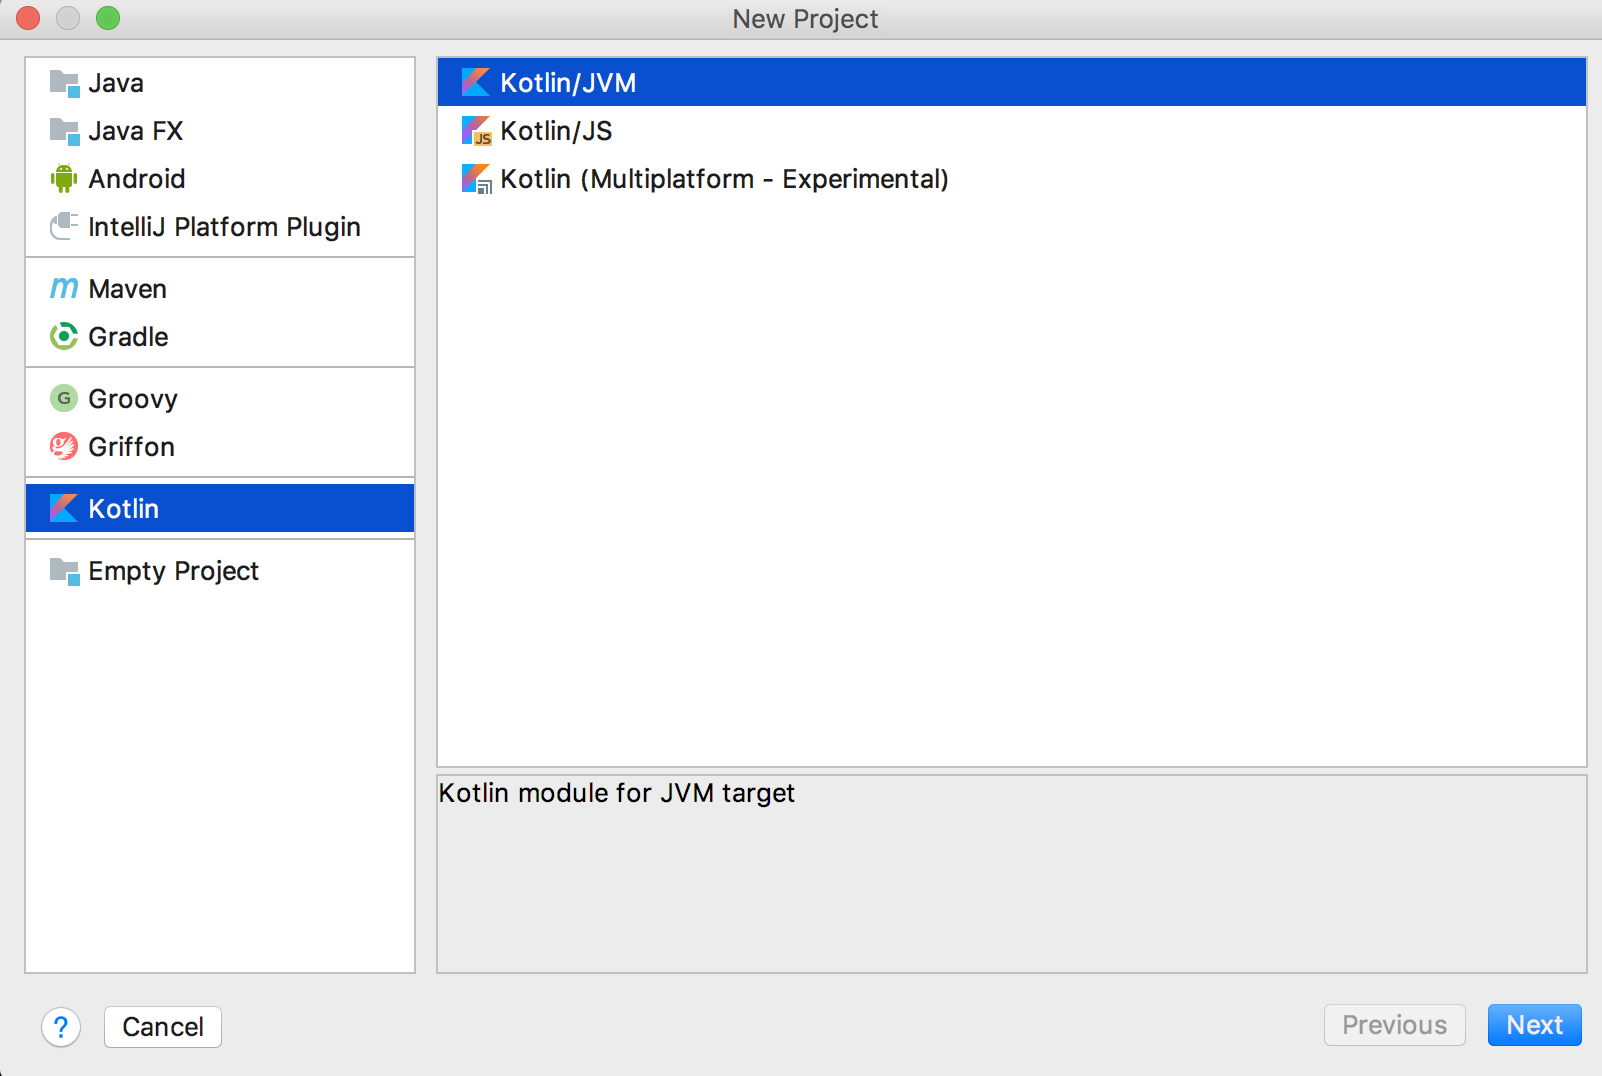 New Project
Java
Java FX
Android
IntelliJ Platform Plugin
Maven
Gradle
G Groovy
Griffon
Kotlin
Empty Project
Kotlin/JVM
JS Kotlin/JS
Kotlin (Multiplatform - Experimental)
Kotlin module for JVM target
? Cancel Previous Next